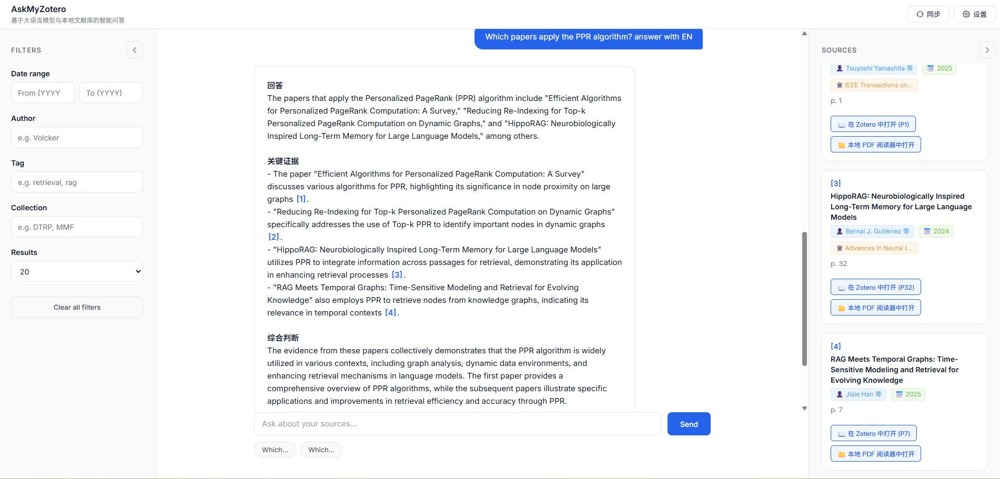 AskMyZotero
基于大语言模型与本地文献库的智能问答
同步
设置
FILTERS
Date range
From (YYYY
To (YYYY)
Author
e.g. Volcker
Tag
e.g. retrieval, rag
Collection
e.g. DTRP, MMF
Results
20
Clear all filters
Which papers apply the PPR algorithm? answer with EN
回答
The papers that apply the Personalized PageRank (PPR) algorithm include "Efficient Algorithms
for Personalized PageRank Computation: A Survey," "Reducing Re-Indexing for Top-k
Personalized PageRank Computation on Dynamic Graphs," and "HippoRAG: Neurobiologically
Inspired Long-Term Memory for Large Language Models," among others.
关键证据
- The paper "Efficient Algorithms for Personalized PageRank Computation: A Survey"
discusses various algorithms for PPR, highlighting its significance in node proximity on large
graphs [1].
- "Reducing Re-Indexing for Top-k Personalized PageRank Computation on Dynamic Graphs"
specifically addresses the use of Top-k PPR to identify important nodes in dynamic graphs
[2].
- "HippoRAG: Neurobiologically Inspired Long-Term Memory for Large Language Models"
utilizes PPR to integrate information across passages for retrieval, demonstrating its application
in enhancing retrieval processes [3].
- "RAG Meets Temporal Graphs: Time-Sensitive Modeling and Retrieval for Evolving
Knowledge" also employs PPR to retrieve nodes from knowledge graphs, indicating its
relevance in temporal contexts [4].
综合判断
The evidence from these papers collectively demonstrates that the PPR algorithm is widely
utilized in various contexts, including graph analysis, dynamic data environments, and
enhancing retrieval mechanisms in language models. The first paper provides a
comprehensive overview of PPR algorithms, while the subsequent papers illustrate specific
applications and improvements in retrieval efficiency and accuracy through PPR.
Ask about your sources...
Send
Which...
Which...
SOURCES
Tsuyoshi Yamashita 等
2025
IEEE Transactions on...
p. 1
在 Zotero 中打开 (P1)
本地 PDF 阅读器中打开
[3]
HippoRAG: Neurobiologically Inspired
Long-Term Memory for Large Language
Models
Bernal J. Gutiérrez 等
2024
Advances in Neural I...
p. 32
在 Zotero 中打开 (P32)
本地 PDF 阅读器中打开
[4]
RAG Meets Temporal Graphs: Time-
Sensitive Modeling and Retrieval for
Evolving Knowledge
Jiale Han 等
2025
p. 7
在 Zotero 中打开 (P7)
本地 PDF 阅读器中打开